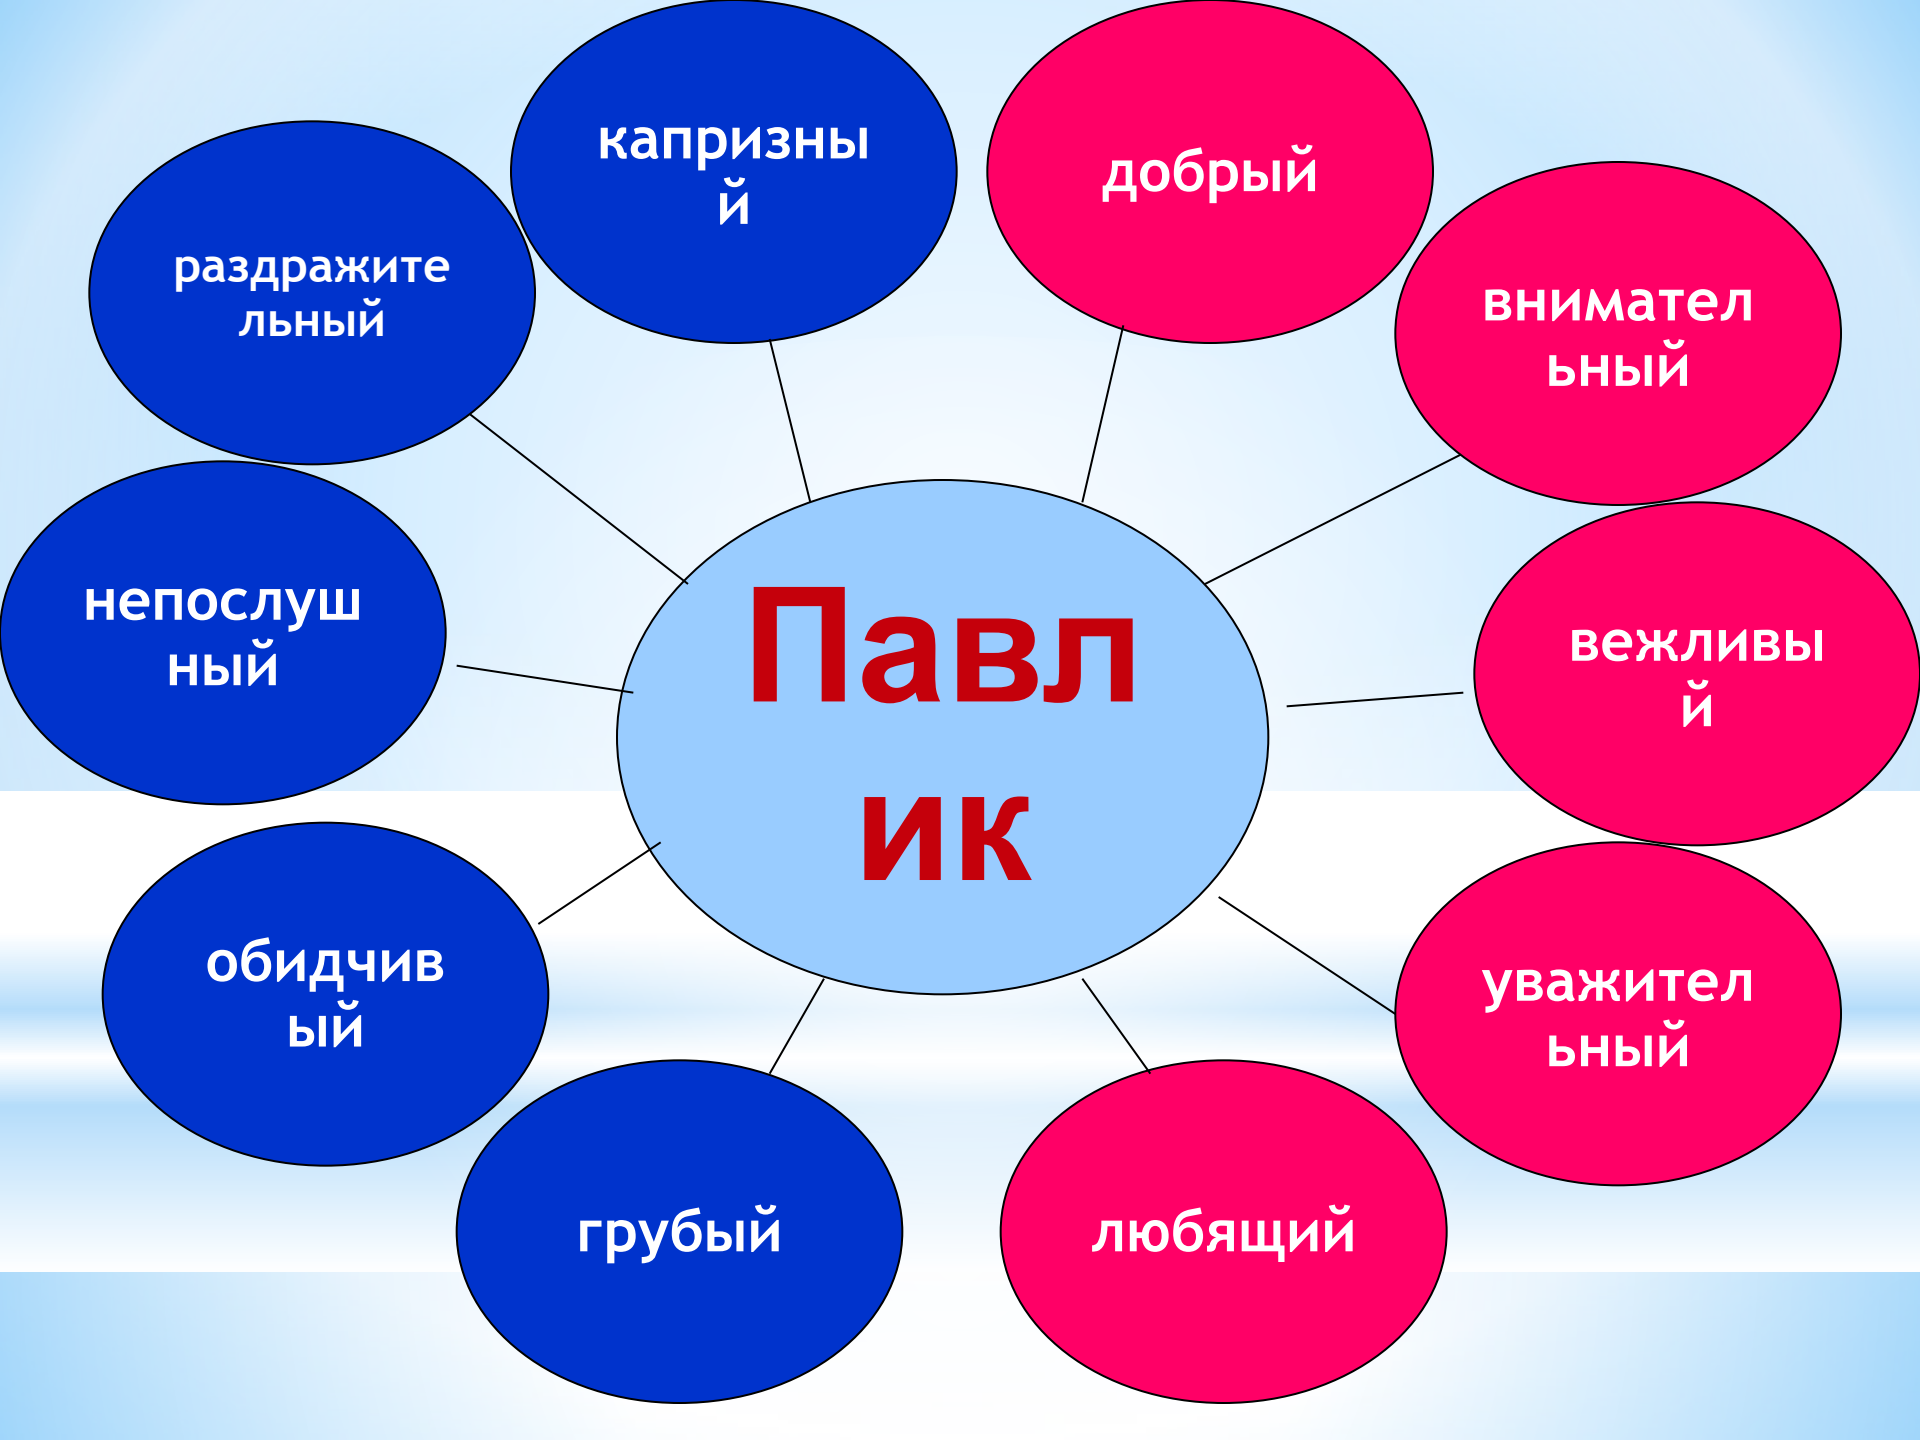 капризны
й
добрый
раздражите
льный
внимател
ьный
непослуш
ный
Павл
ик
вежливы
й
обидчив
ый
уважител
ьный
грубый
любящий